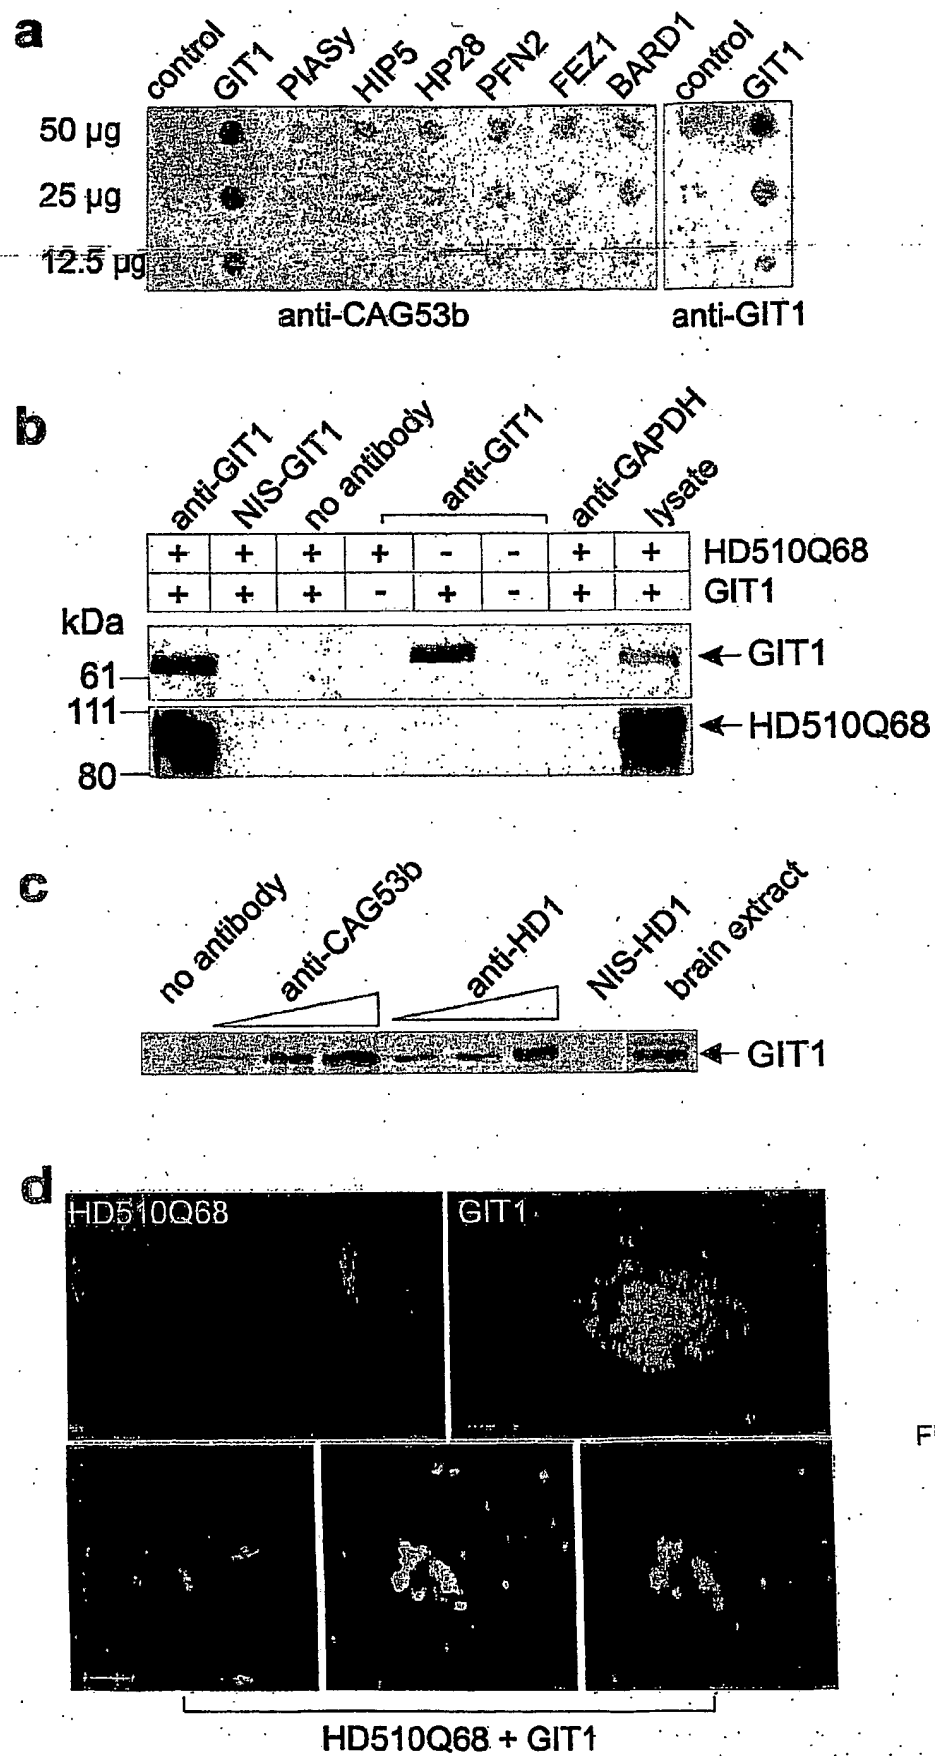 a
control GIT1 PIASy HIP5 HP28 PFN2 FEZ1 BARD1 control GIT1
50 µg
25 µg
12.5 µg
anti-CAG53b anti-GIT1
b
anti-GIT1 NIS-GIT1 no antibody anti-GIT1 anti-GAPDH lysate
+ + + + - - + + HD510Q68
+ + + - + - + + GIT1
kDa
GIT1
61
111
HD510Q68
80
c
no antibody anti-CAG53b anti-HD1 NIS-HD1 brain extract
GIT1
d
HD510Q68 GIT1
F
HD510Q68 + GIT1